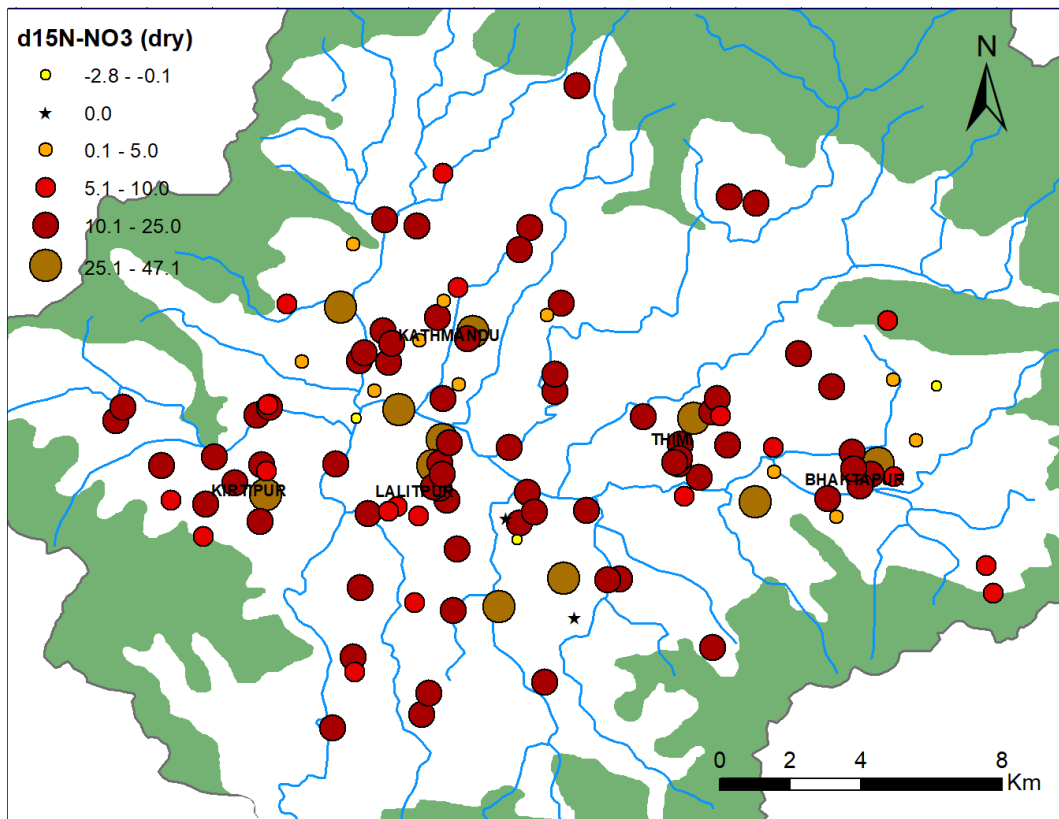 d15N-NO3 (dry)
-2.8 - -0.1
0.0
0.1 - 5.0
5.1 - 10.0
10.1 - 25.0
25.1 - 47.1
N
KATHMANDU
THIMI
BHAKTAPUR
KIRTIPUR
LALITPUR
0 2 4 8
Km